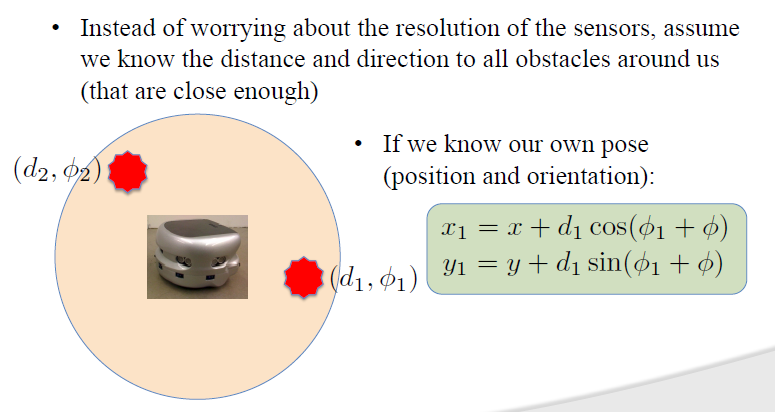 • Instead of worrying about the resolution of the sensors, assume
we know the distance and direction to all obstacles around us
(that are close enough)
(d₂, ϕ₂)
• If we know our own pose
(position and orientation):
x₁ = x + d₁ cos(ϕ₁ + ϕ)
y₁ = y + d₁ sin(ϕ₁ + ϕ)
(d₁, ϕ₁)